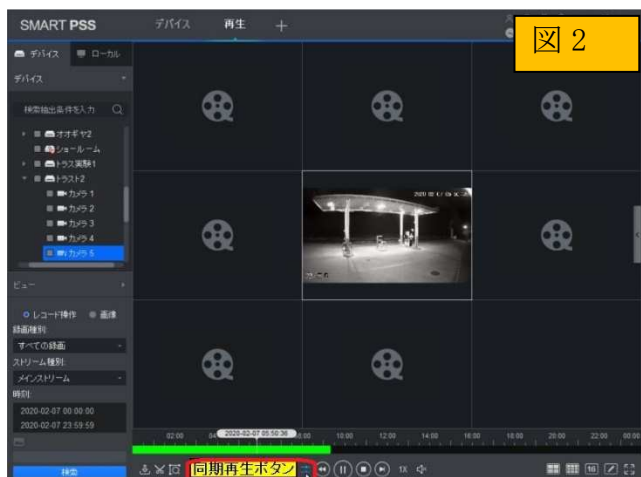 SMART PSS
デバイス
再生
図２
デバイス
ローカル
デバイス
検索抽出条件を入力
オオギヤ2
ショールーム
トラス実験1
トラスト2
カメラ 1
カメラ 2
カメラ 3
カメラ 4
カメラ 5
ビュー
レコード操作
画像
録画種別:
すべての録画
ストリーム種別:
メインストリーム
時刻:
2020-02-07 00:00:00
2020-02-07 23:59:59
検索
02:00
2020-02-07 05:50:36
10:00
12:00
14:00
16:00
18:00
20:00
22:00
00:00
同期再生ボタン
1X
16